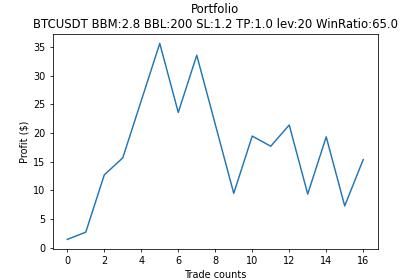 Portfolio
BTCUSDT BBM:2.8 BBL:200 SL:1.2 TP:1.0 lev:20 WinRatio:65.0
35
30
25
20
15
10
5
0
Profit ($)
0 2 4 6 8 10 12 14 16
Trade counts